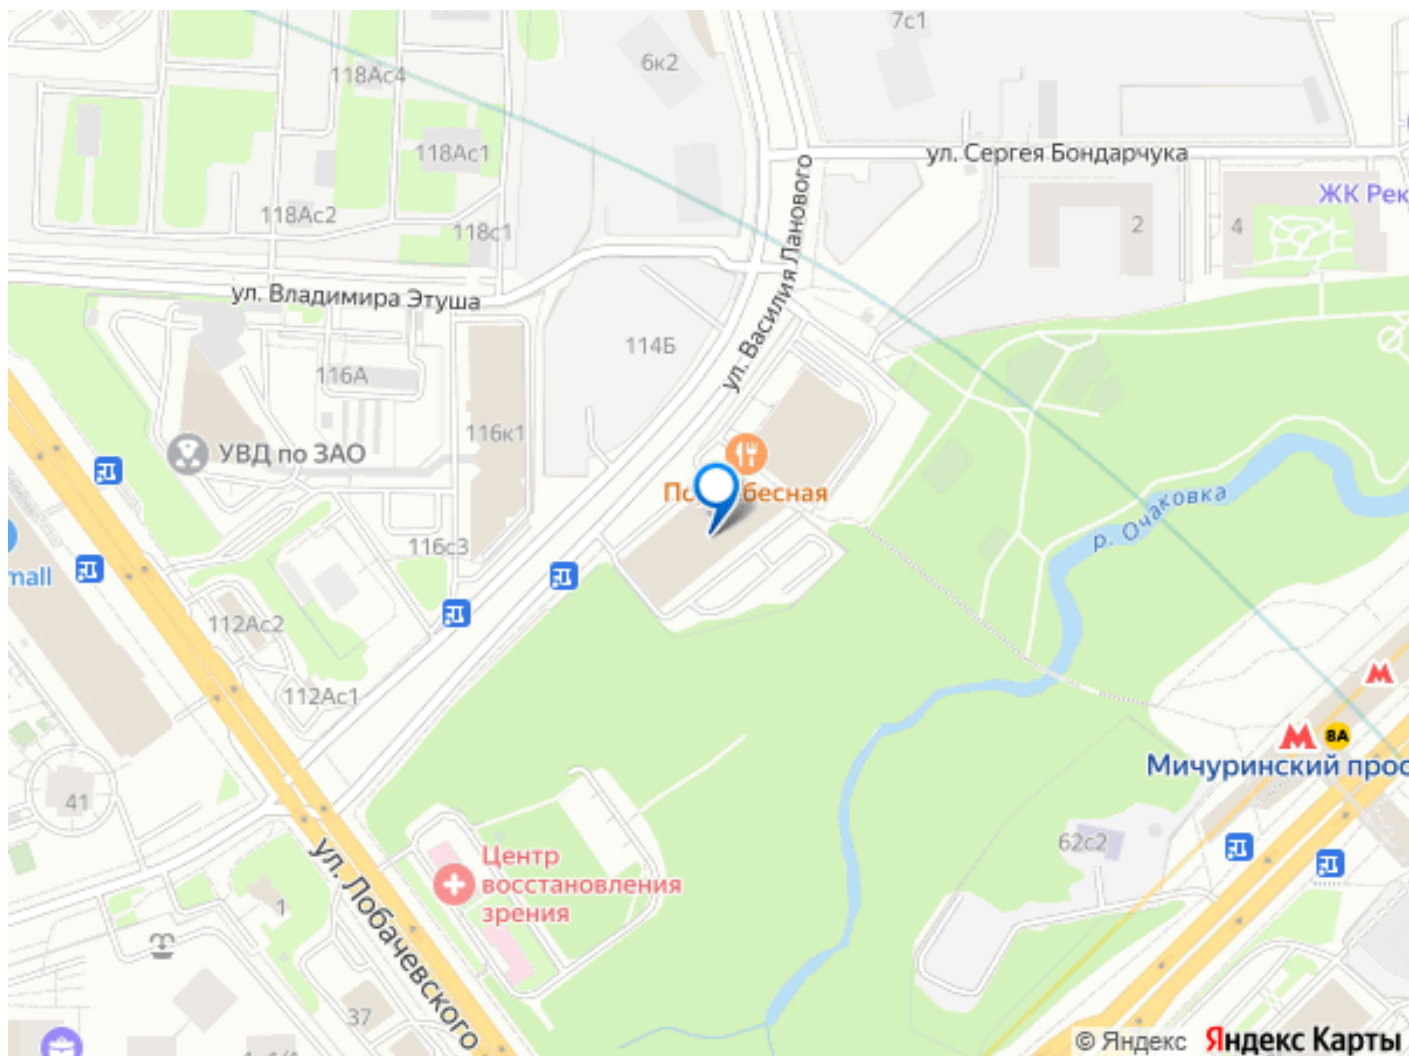 7с1
6к2
118Ас4
118Ас1
ул. Сергея Бондарчука
ЖК Рек
118Ас2
118с1
2
4
ул. Василия Ланового
ул. Владимира Этуша
114Б
116А
116к1
УВД по ЗАО
р. Очаковка
116с3
mall
112Ас2
112Ас1
М
М
8А
Мичуринский прос
41
62с2
ул. Лобачевского
Центр
восстановления
зрения
1
37
© Яндекс Яндекс Карты